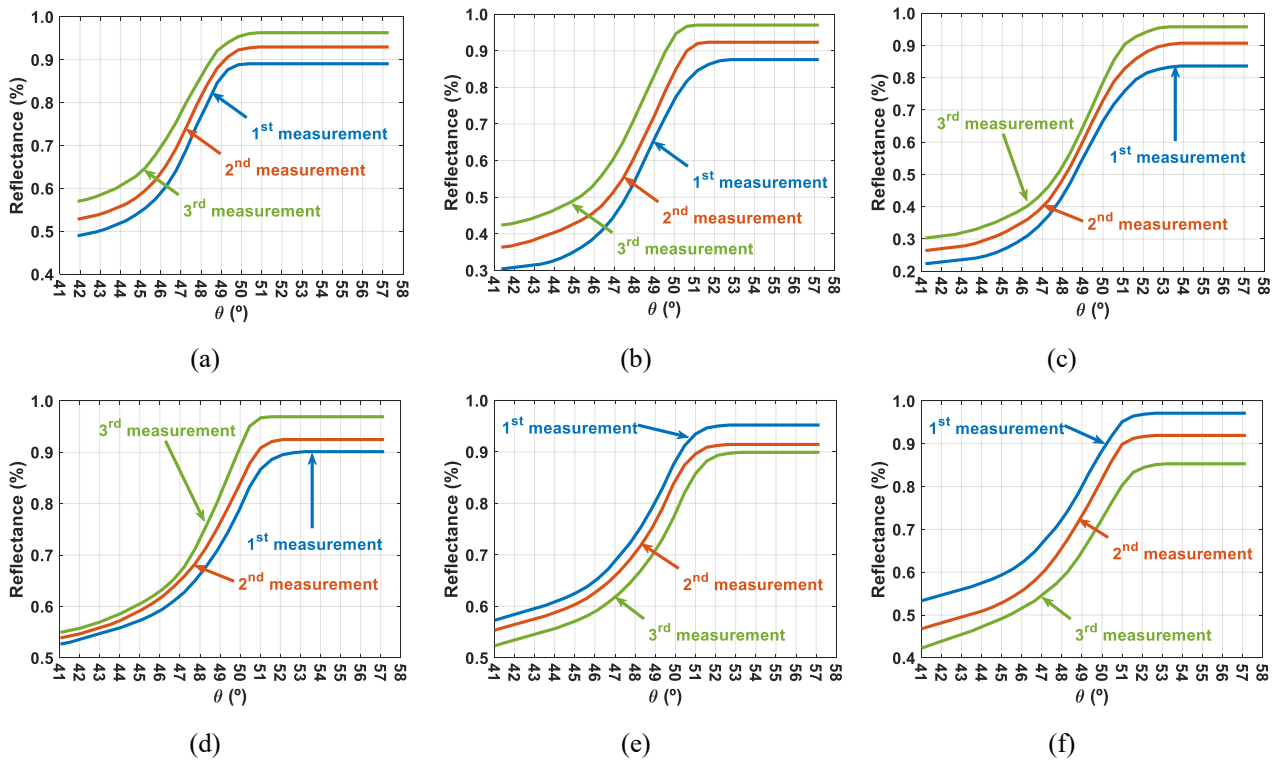 1.0
0.9
0.8
0.7
0.6
0.5
0.4
Reflectance (%)
1st measurement
2nd measurement
3rd measurement
41 42 43 44 45 46 47 48 49 50 51 52 53 54 55 56 57 58
θ (º)
(a)
1.0
0.9
0.8
0.7
0.6
0.5
0.4
0.3
Reflectance (%)
1st measurement
2nd measurement
3rd measurement
41 42 43 44 45 46 47 48 49 50 51 52 53 54 55 56 57 58
θ (º)
(b)
1.0
0.9
0.8
0.7
0.6
0.5
0.4
0.3
0.2
Reflectance (%)
3rd measurement
1st measurement
2nd measurement
41 42 43 44 45 46 47 48 49 50 51 52 53 54 55 56 57 58
θ (º)
(c)
1.0
0.9
0.8
0.7
0.6
0.5
Reflectance (%)
3rd measurement
1st measurement
2nd measurement
41 42 43 44 45 46 47 48 49 50 51 52 53 54 55 56 57 58
θ (º)
(d)
1.0
0.9
0.8
0.7
0.6
0.5
Reflectance (%)
1st measurement
2nd measurement
3rd measurement
41 42 43 44 45 46 47 48 49 50 51 52 53 54 55 56 57 58
θ (º)
(e)
1.0
0.9
0.8
0.7
0.6
0.5
0.4
Reflectance (%)
1st measurement
2nd measurement
3rd measurement
41 42 43 44 45 46 47 48 49 50 51 52 53 54 55 56 57 58
θ (º)
(f)